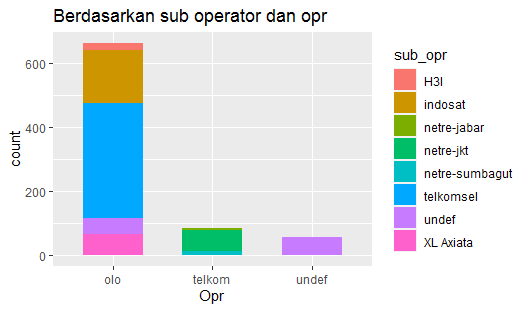 Berdasarkan sub operator dan opr
count
600
400
200
0
olo
telkom
undef
Opr
sub_opr
H3I
indosat
netre-jabar
netre-jkt
netre-sumbagut
telkomsel
undef
XL Axiata